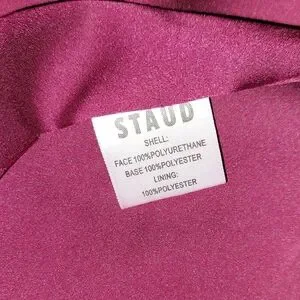 STAUD
SHELL:
FACE 100%POLYURETHANE
BASE 100%POLYESTER
LINING:
100%POLYESTER